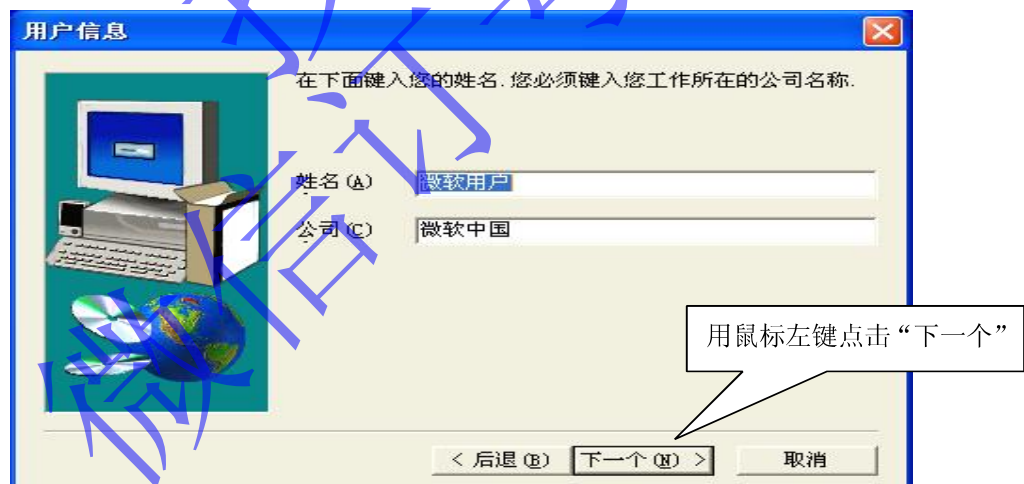 用户信息
在下面键入您的姓名.您必须键入您工作所在的公司名称.
姓名(A) 微软用户
公司(C) 微软中国
用鼠标左键点击“下一个”
< 后退(B) 下一个(N) > 取消
微信订